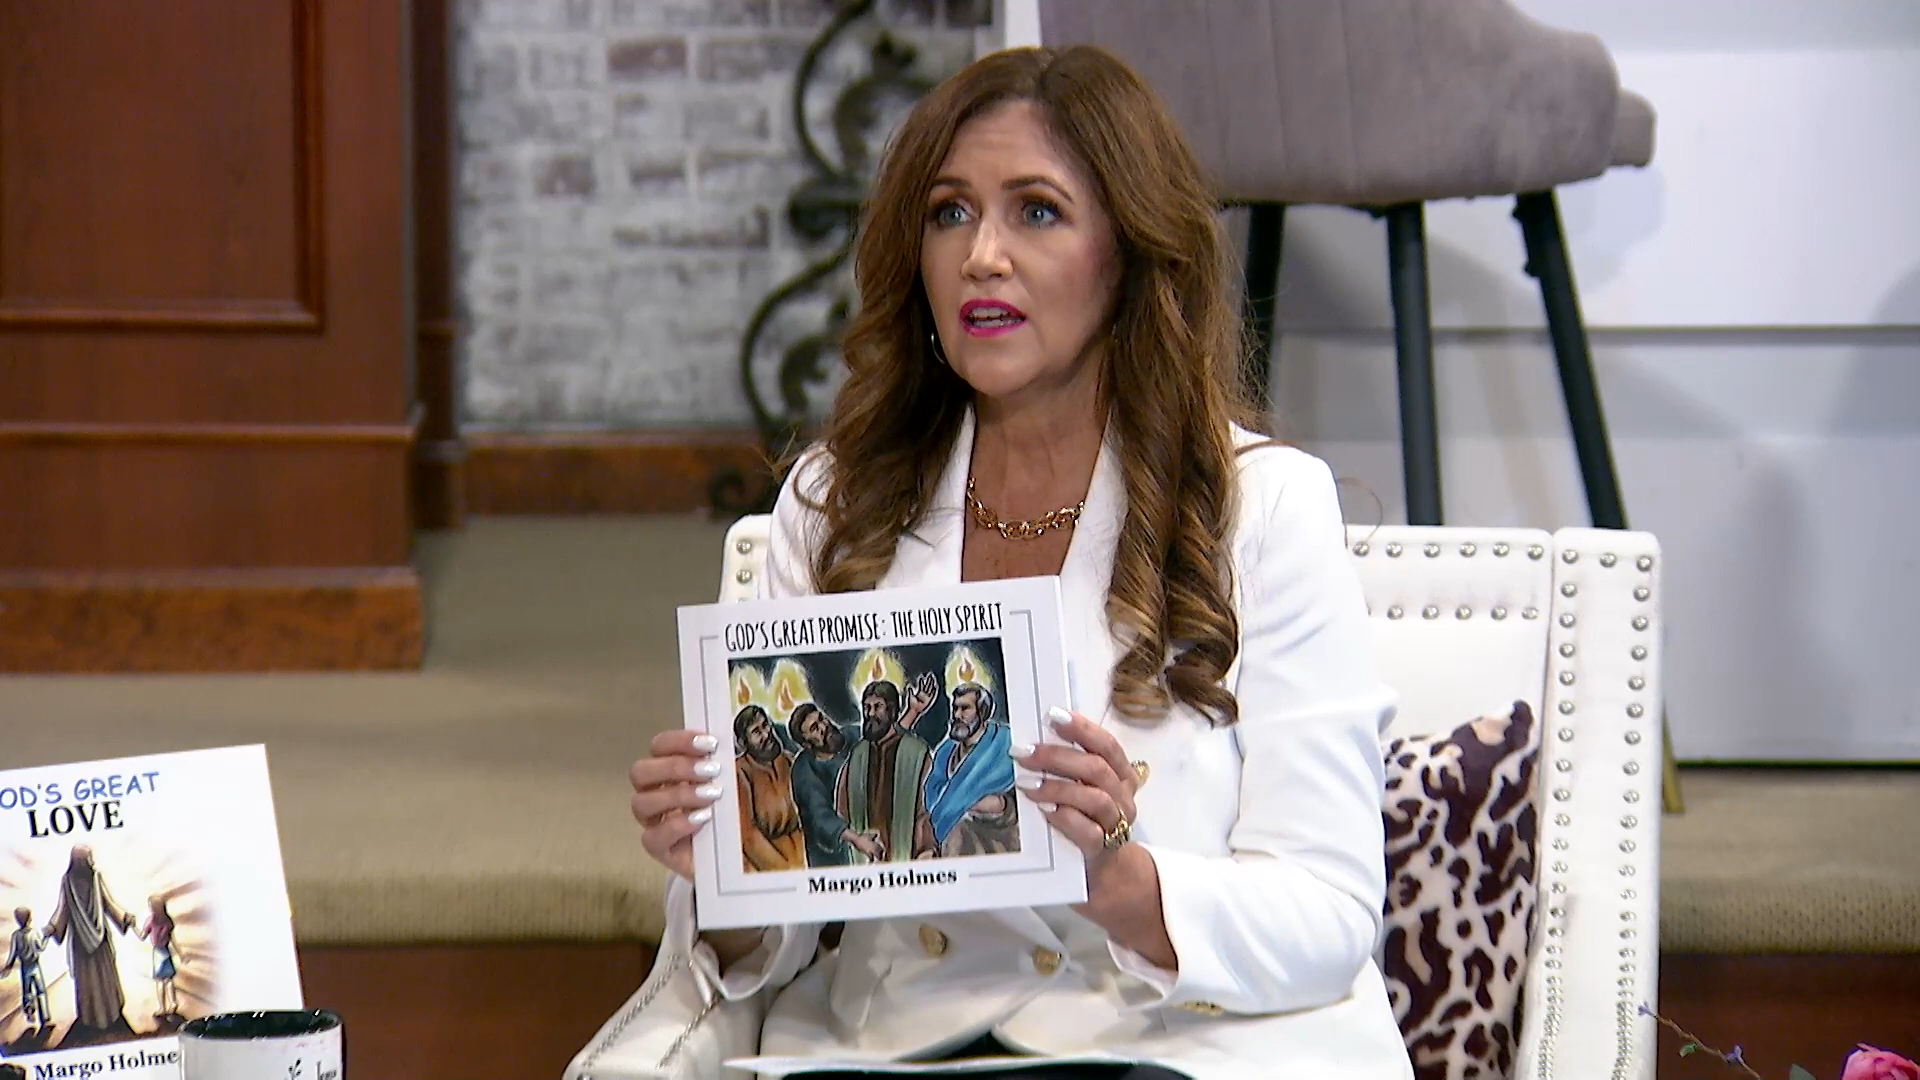 GOD'S GREAT PROMISE: THE HOLY SPIRIT
Margo Holmes
OD'S GREAT
LOVE
Margo Holme